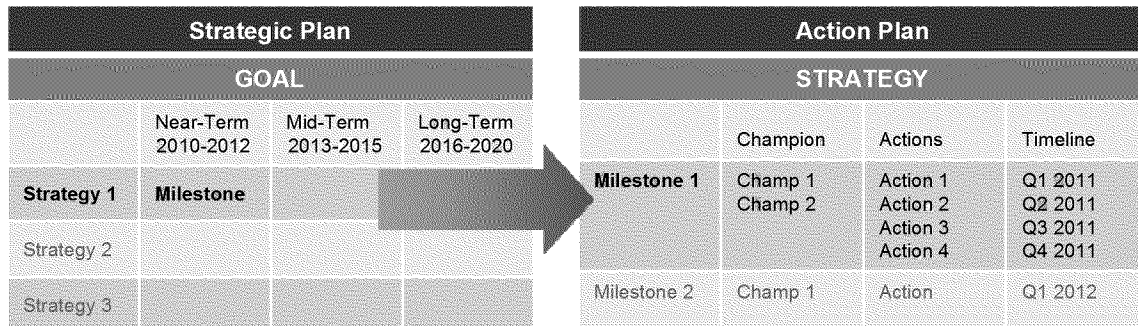 Strategic Plan
GOAL
Near-Term Mid-Term Long-Term
2010-2012 2013-2015 2016-2020
Strategy 1 Milestone
Strategy 2
Strategy 3
Action Plan
STRATEGY
Champion Actions Timeline
Milestone 1 Champ 1 Action 1 Q1 2011
Champ 2 Action 2 Q2 2011
Action 3 Q3 2011
Action 4 Q4 2011
Milestone 2 Champ 1 Action Q1 2012